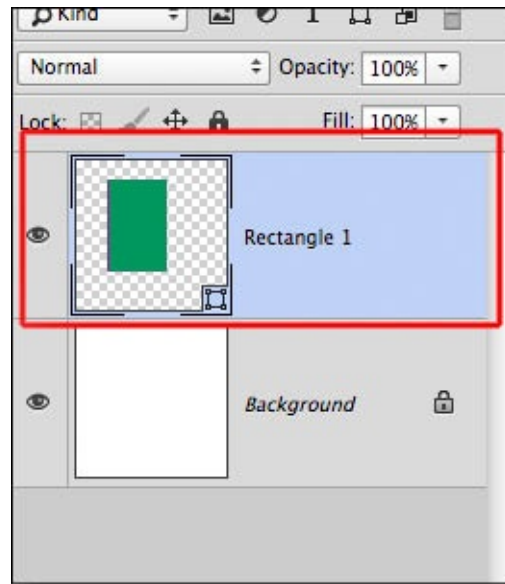 Kind
Normal Opacity: 100%
Lock: Fill: 100%
Rectangle 1
Background